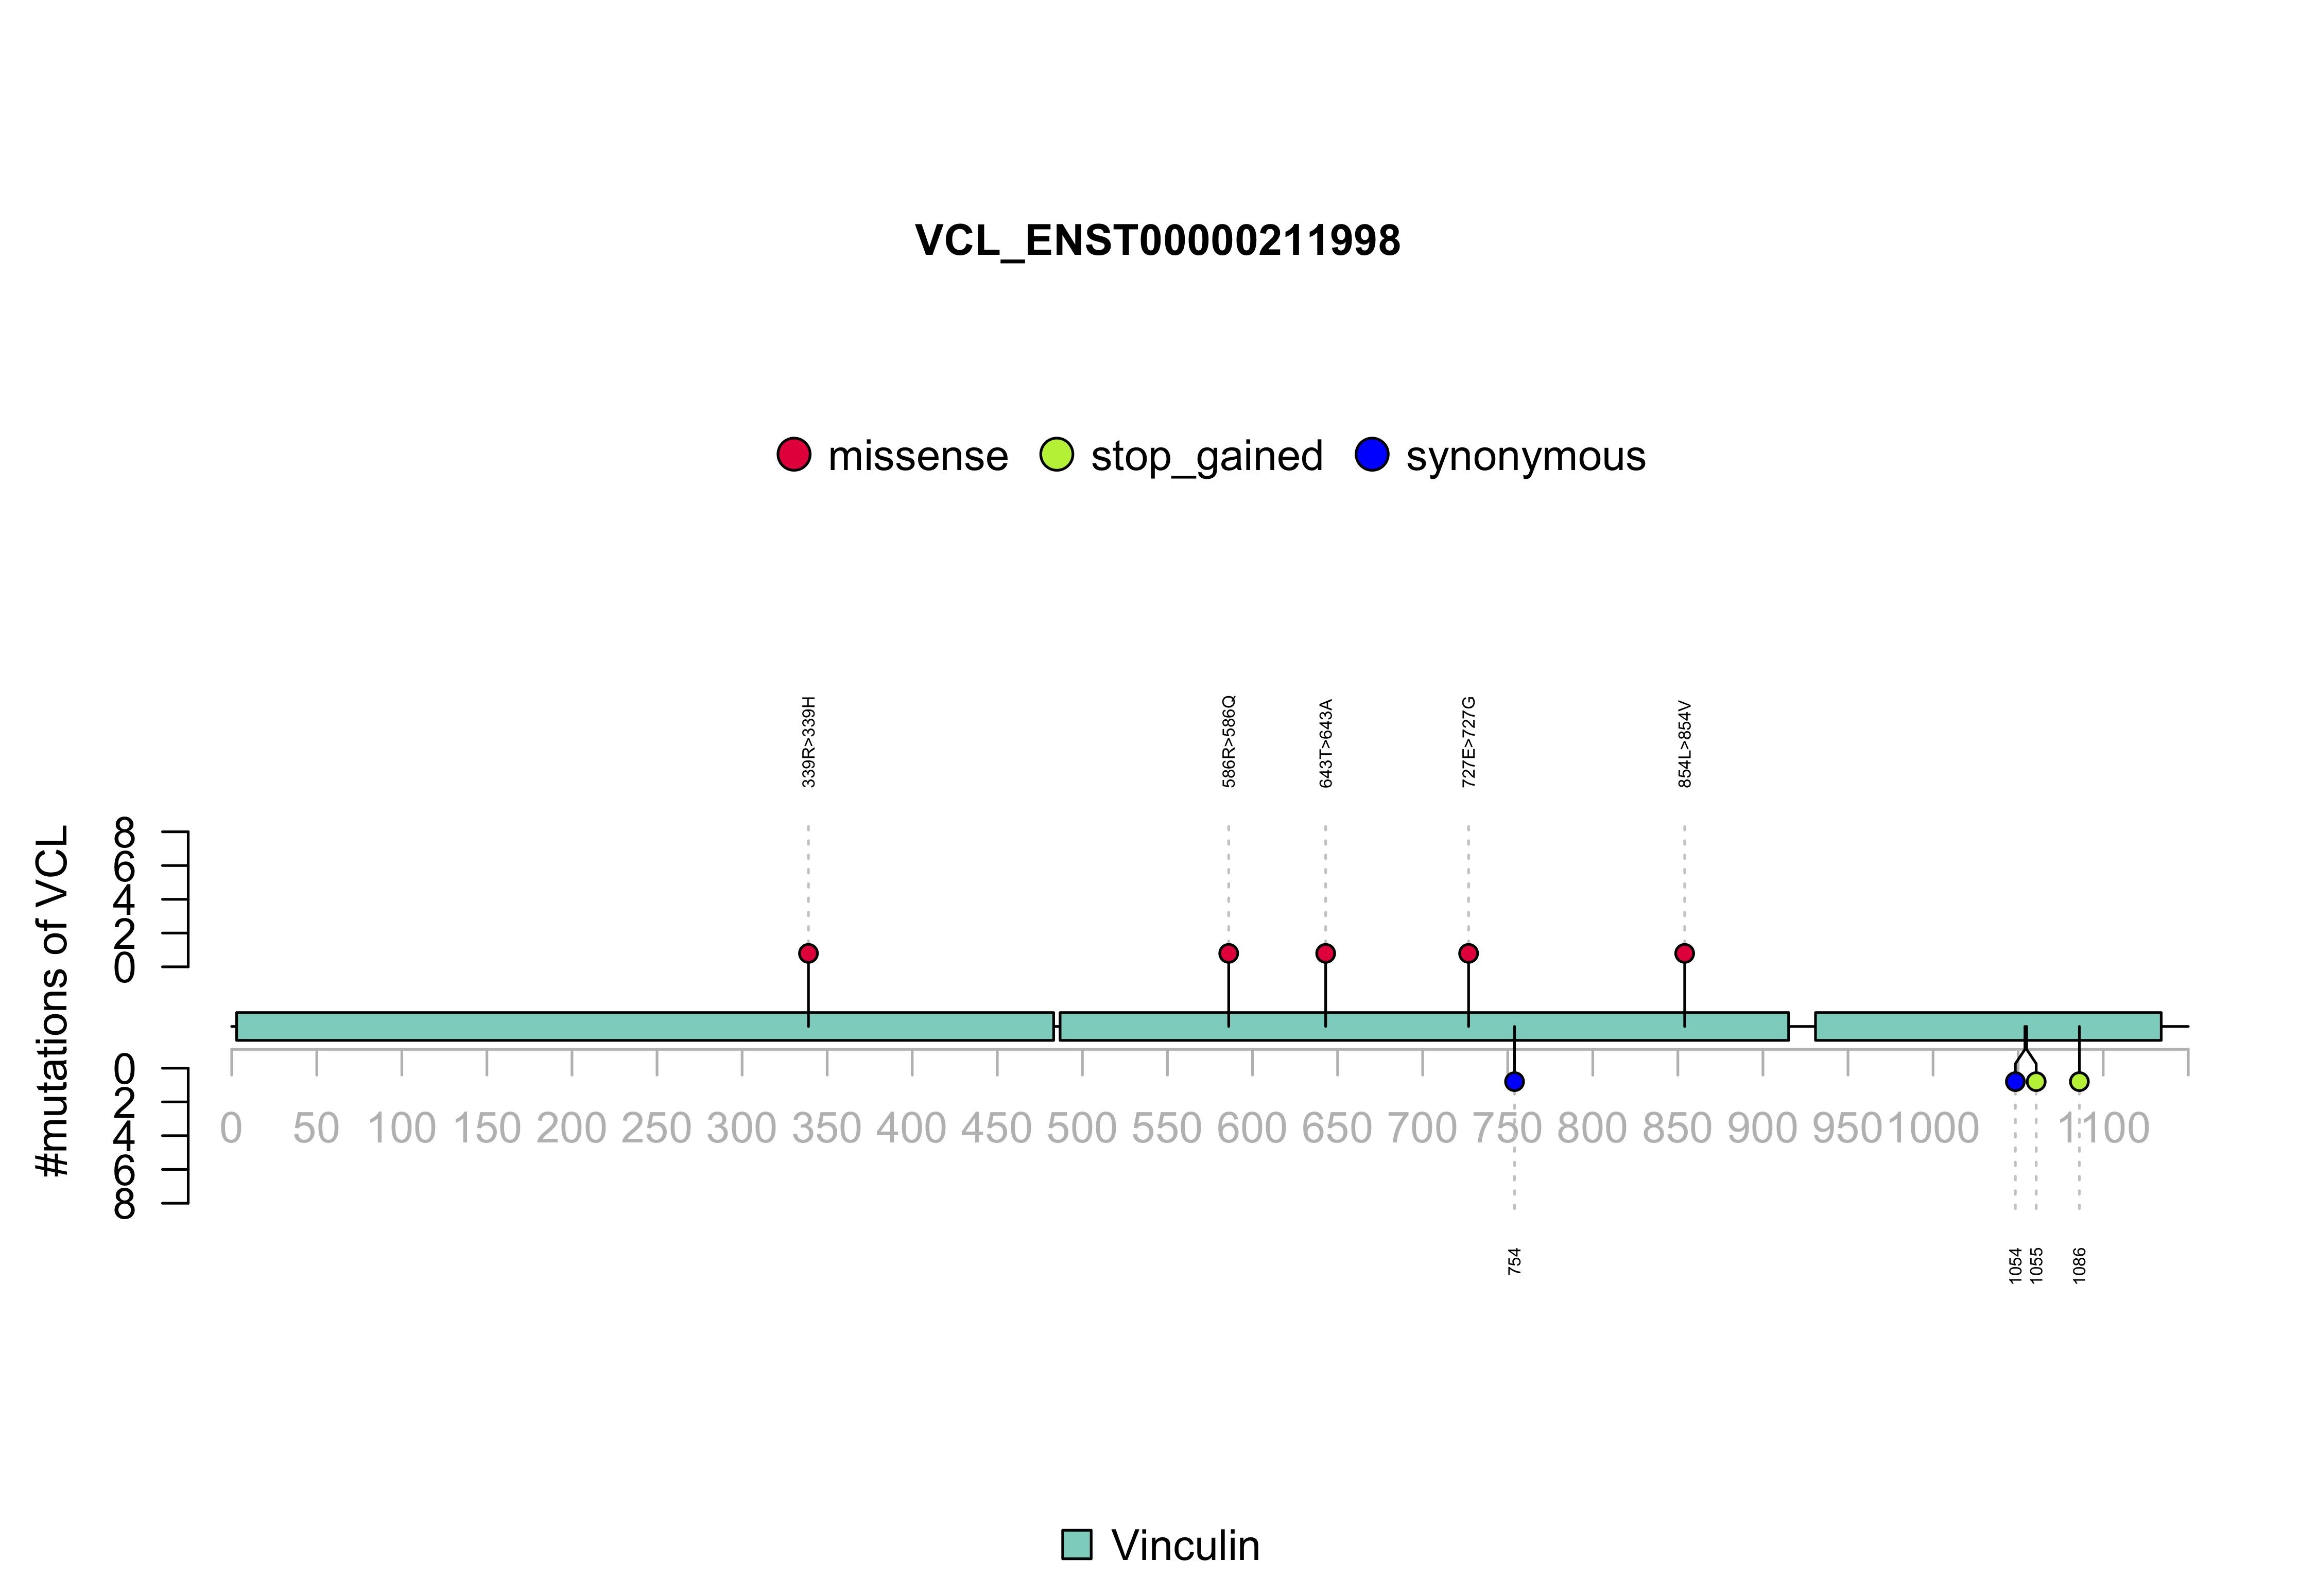 VCL_ENST00000211998
missense stop_gained synonymous
339R>339H
586R>586Q
643T>643A
727E>727G
854L>854V
#mutations of VCL
8
6
4
2
0
0
2
4
6
8
0 50 100 150 200 250 300 350 400 450 500 550 600 650 700 750 800 850 900 950 1000 1100
754
1054
1055
1086
Vinculin